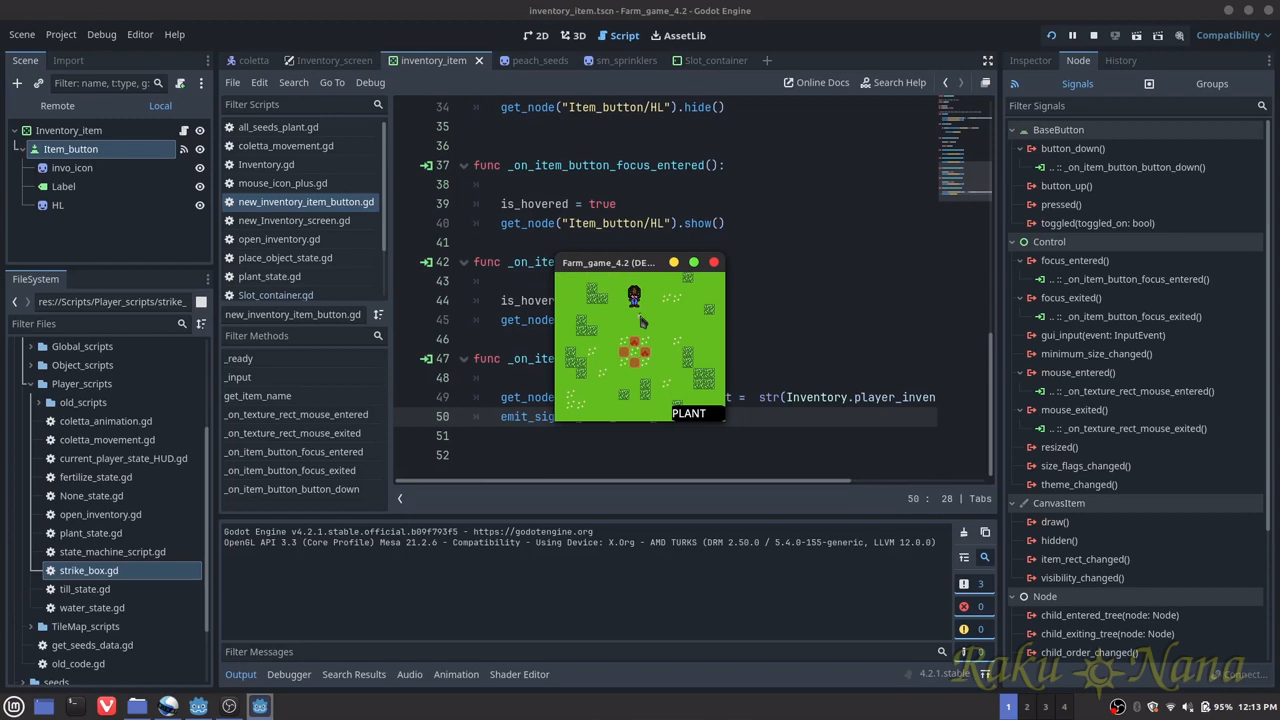 inventory_item.tscn - Farm_game_4.2 - Godot Engine
Scene Project Debug Editor Help
2D 3D Script AssetLib
Compatibility
Scene Import
coletta Inventory_screen inventory_item peach_seeds sm_sprinklers Slot_container
Inspector Node History
Filter: name, t:type, g:
File Edit Search Go To Debug
Online Docs Search Help
Signals Groups
Remote Local
Filter Scripts
Filter Signals
Inventory_item
Item_button
invo_icon
Label
HL
coletta_movement.gd
inventory.gd
mouse_icon_plus.gd
new_inventory_item_button.gd
new_Inventory_screen.gd
open_inventory.gd
place_object_state.gd
plant_state.gd
Slot_container.gd
34 get_node("Item_button/HL").hide()
35
36
37 func _on_item_button_focus_entered():
38
39 is_hovered = true
40 get_node("Item_button/HL").show()
41
42 func _on_ite
43
44 is_hover
45 get_node
46
47 func _on_ite
48
49 get_node t = str(Inventory.player_inven
50 emit_sig
51
52
Farm_game_4.2 (DE...
PLANT
BaseButton
button_down()
.. :: _on_item_button_button_down()
button_up()
pressed()
toggled(toggled_on: bool)
Control
focus_entered()
.. :: _on_item_button_focus_entered()
focus_exited()
.. :: _on_item_button_focus_exited()
gui_input(event: InputEvent)
minimum_size_changed()
mouse_entered()
.. :: _on_texture_rect_mouse_entered()
mouse_exited()
.. :: _on_texture_rect_mouse_exited()
resized()
size_flags_changed()
theme_changed()
CanvasItem
draw()
hidden()
item_rect_changed()
visibility_changed()
Node
child_entered_tree(node: Node)
child_exiting_tree(node: Node)
child_order_changed()
FileSystem
res://Scripts/Player_scripts/strike_
Filter Files
Global_scripts
Object_scripts
Player_scripts
old_scripts
coletta_animation.gd
coletta_movement.gd
current_player_state_HUD.gd
fertilize_state.gd
None_state.gd
open_inventory.gd
plant_state.gd
state_machine_script.gd
strike_box.gd
till_state.gd
water_state.gd
TileMap_scripts
get_seeds_data.gd
old_code.gd
seeds
new_inventory_item_button.gd
Filter Methods
_ready
_input
get_item_name
_on_texture_rect_mouse_entered
_on_texture_rect_mouse_exited
_on_item_button_focus_entered
_on_item_button_focus_exited
_on_item_button_button_down
50 : 28 | Tabs
Godot Engine v4.2.1.stable.official.b09f793f5 - https://godotengine.org
OpenGL API 3.3 (Core Profile) Mesa 21.2.6 - Compatibility - Using Device: X.Org - AMD TURKS (DRM 2.50.0 / 5.4.0-155-generic, LLVM 12.0.0)
3
0
0
Filter Messages
Output Debugger Search Results Audio Animation Shader Editor
4.2.1.stable
Raku Nana
1 2 3 4
95% 12:13 PM